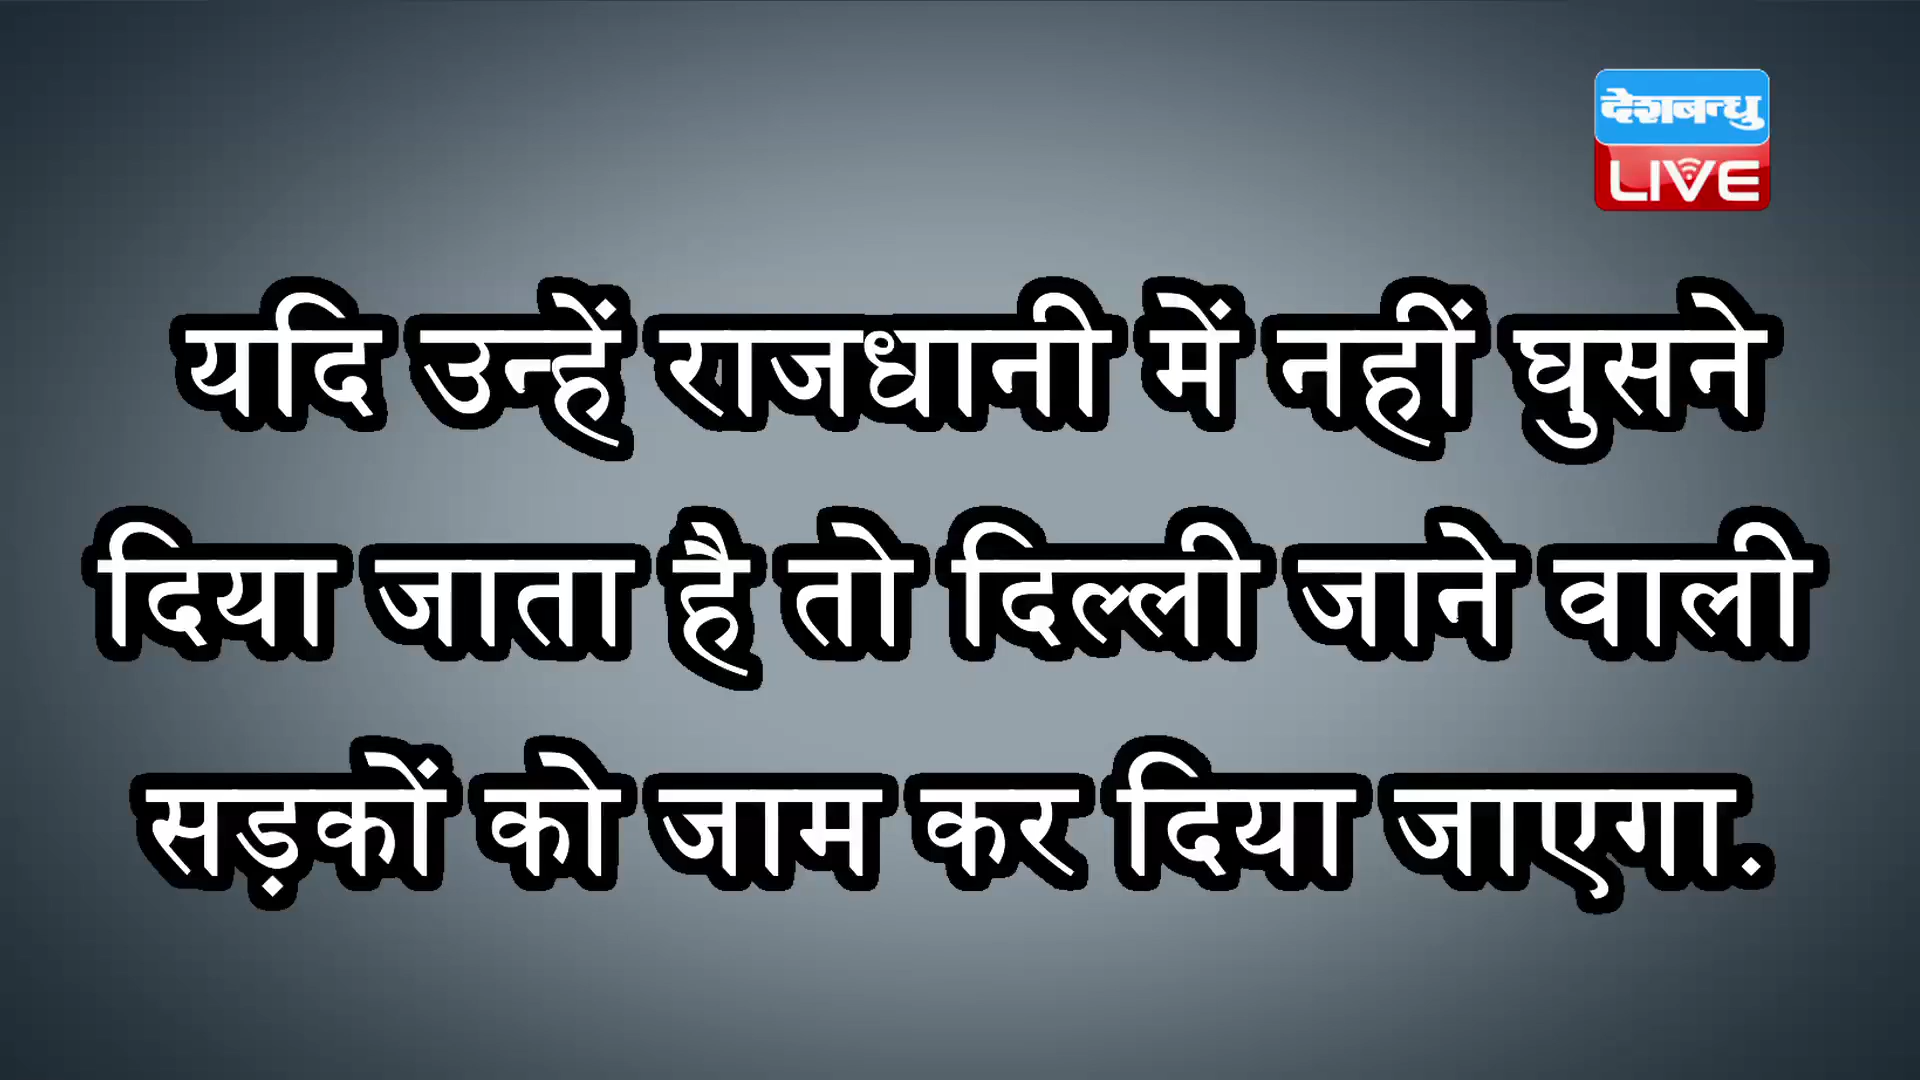 देशबन्धु
LIVE
यदि उन्हें राजधानी में नहीं घुसने
दिया जाता है तो दिल्ली जाने वाली
सड़कों को जाम कर दिया जाएगा.